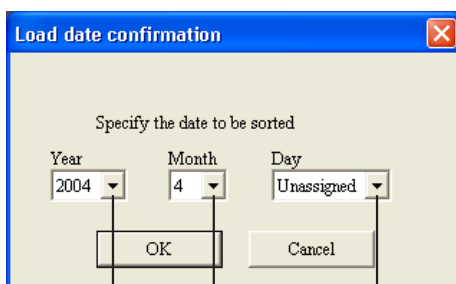 Load date confirmation
Specify the date to be sorted
Year Month Day
2004 4 Unassigned
OK Cancel